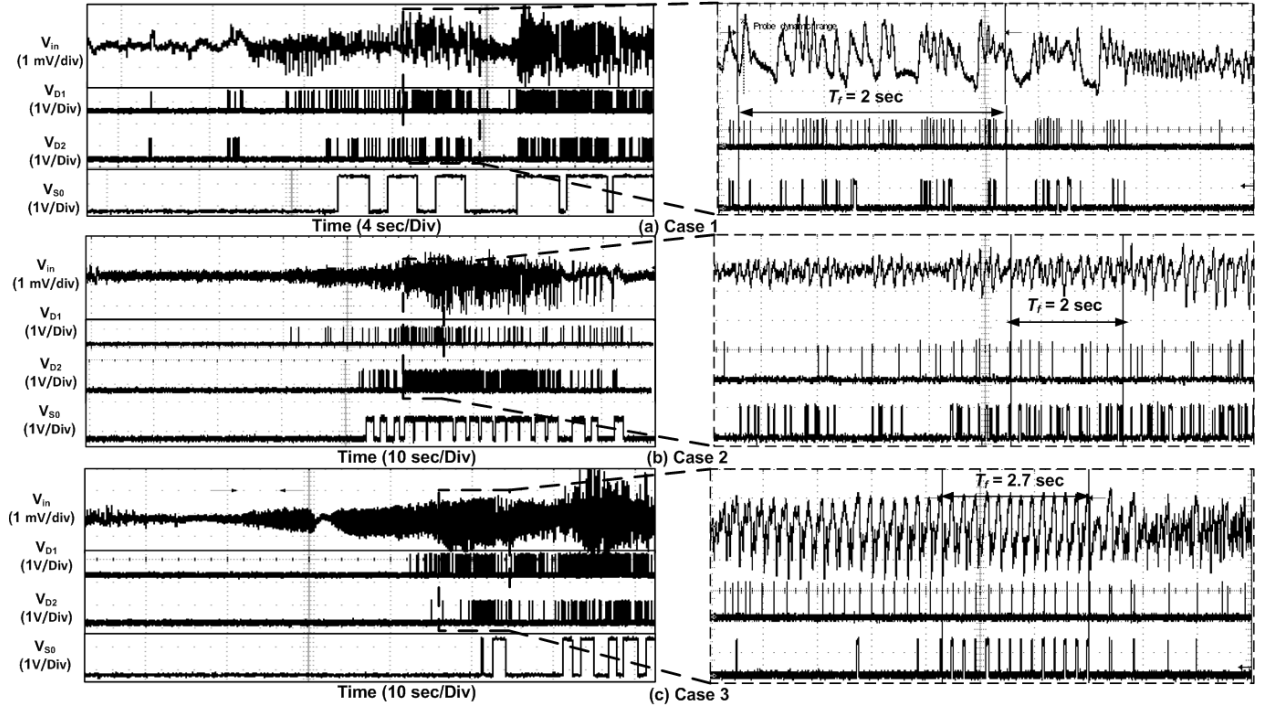 Vin
(1 mV/div)
VD1
(1V/Div)
VD2
(1V/Div)
VS0
(1V/Div)
Time (4 sec/Div)
(a) Case 1
Probe dynamic range
Tf = 2 sec
Vin
(1 mV/div)
VD1
(1V/Div)
VD2
(1V/Div)
VS0
(1V/Div)
Time (10 sec/Div)
(b) Case 2
Tf = 2 sec
Vin
(1 mV/div)
VD1
(1V/Div)
VD2
(1V/Div)
VS0
(1V/Div)
Time (10 sec/Div)
(c) Case 3
Tf = 2.7 sec